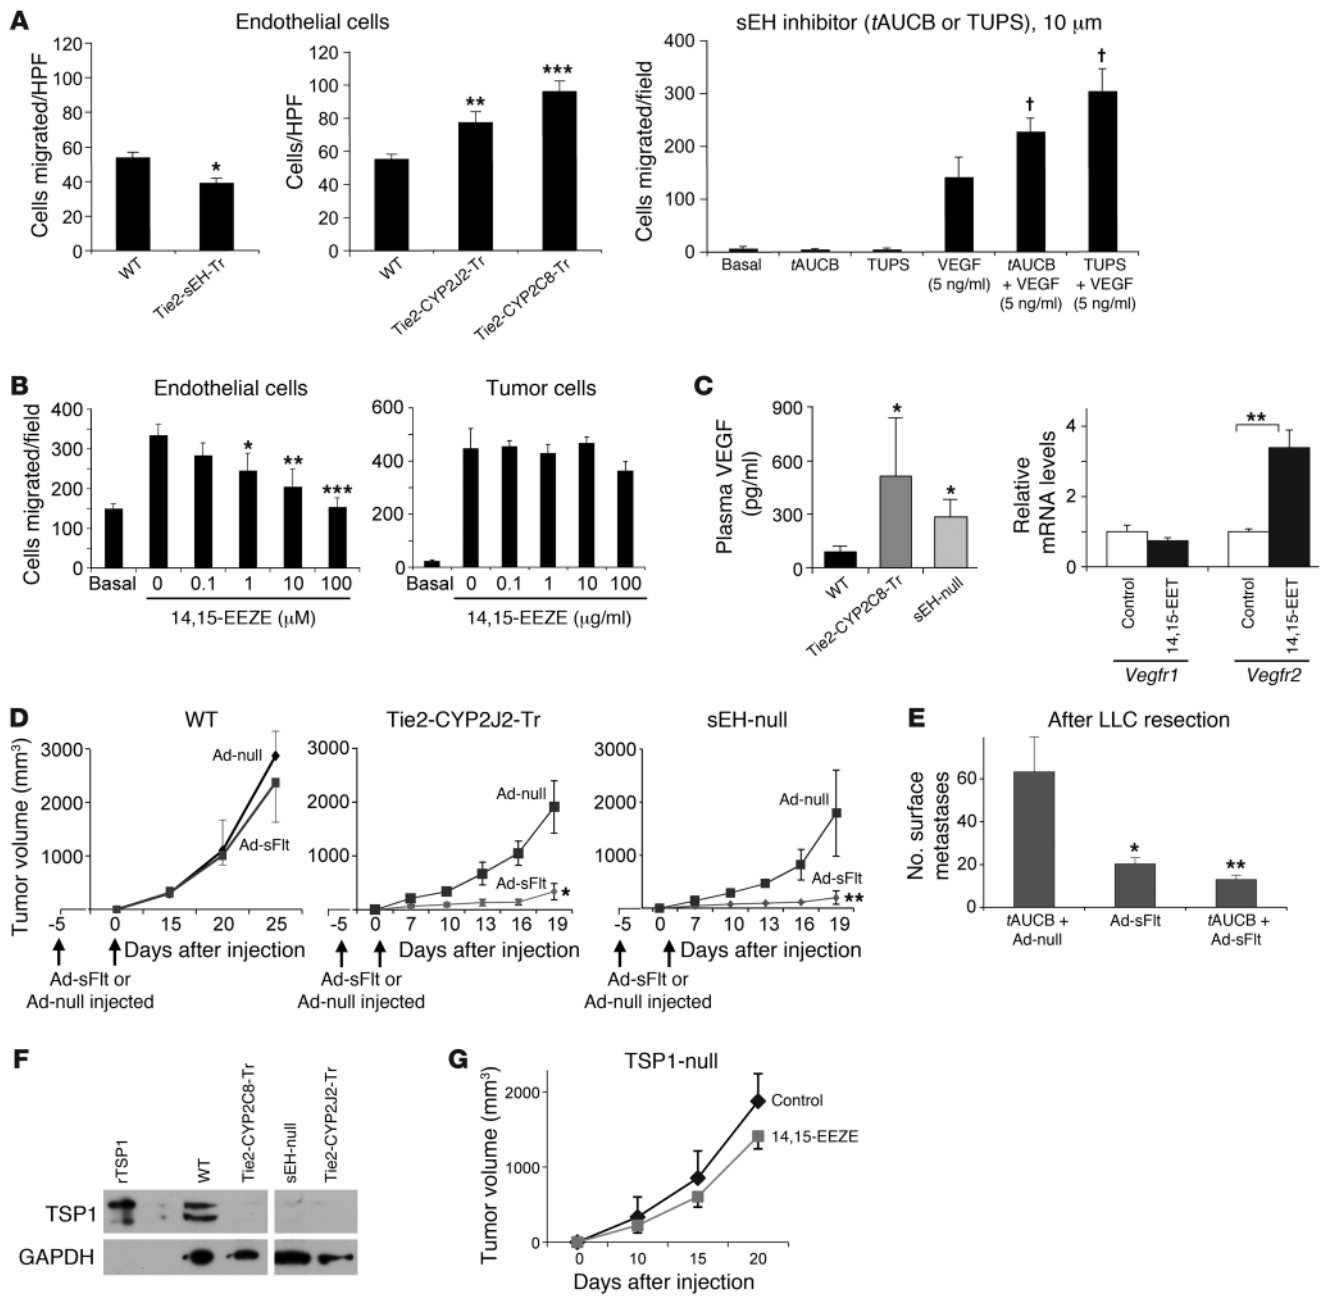 A
Endothelial cells
sEH inhibitor (tAUCB or TUPS), 10 μm
Cells migrated/HPF
120
100
80
60
40
20
0
WT
Tie2-sEH-Tr
*
Cells/HPF
120
100
80
60
40
20
0
WT
Tie2-CYP2J2-Tr
Tie2-CYP2C8-Tr
**
***
Cells migrated/field
400
300
200
100
0
†
†
Basal
tAUCB
TUPS
VEGF
(5 ng/ml)
tAUCB
+ VEGF
(5 ng/ml)
TUPS
+ VEGF
(5 ng/ml)
B
Endothelial cells
Cells migrated/field
400
300
200
100
0
*
**
***
Basal
0 0.1 1 10 100
14,15-EEZE (μM)
Tumor cells
600
400
200
0
Basal
0 0.1 1 10 100
14,15-EEZE (μg/ml)
C
Plasma VEGF
(pg/ml)
900
600
300
0
*
*
WT
Tie2-CYP2C8-Tr
sEH-null
Relative
mRNA levels
4
2
0
**
Control
14,15-EET
Control
14,15-EET
Vegfr1
Vegfr2
D
WT
Tumor volume (mm³)
3000
2000
1000
Ad-null
Ad-sFlt
-5 0 15 20 25
Days after injection
Ad-sFlt or
Ad-null injected
Tie2-CYP2J2-Tr
3000
2000
1000
Ad-null
Ad-sFlt
*
-5 0 7 10 13 16 19
Days after injection
Ad-sFlt or
Ad-null injected
sEH-null
3000
2000
1000
Ad-null
Ad-sFlt
**
-5 0 7 10 13 16 19
Days after injection
Ad-sFlt or
Ad-null injected
E
After LLC resection
No. surface
metastases
60
40
20
0
*
**
tAUCB +
Ad-null
Ad-sFlt
tAUCB +
Ad-sFlt
F
rTSP1
WT
Tie2-CYP2C8-Tr
sEH-null
Tie2-CYP2J2-Tr
TSP1
GAPDH
G
TSP1-null
Tumor volume (mm³)
2000
1000
0
Control
14,15-EEZE
0 10 15 20
Days after injection